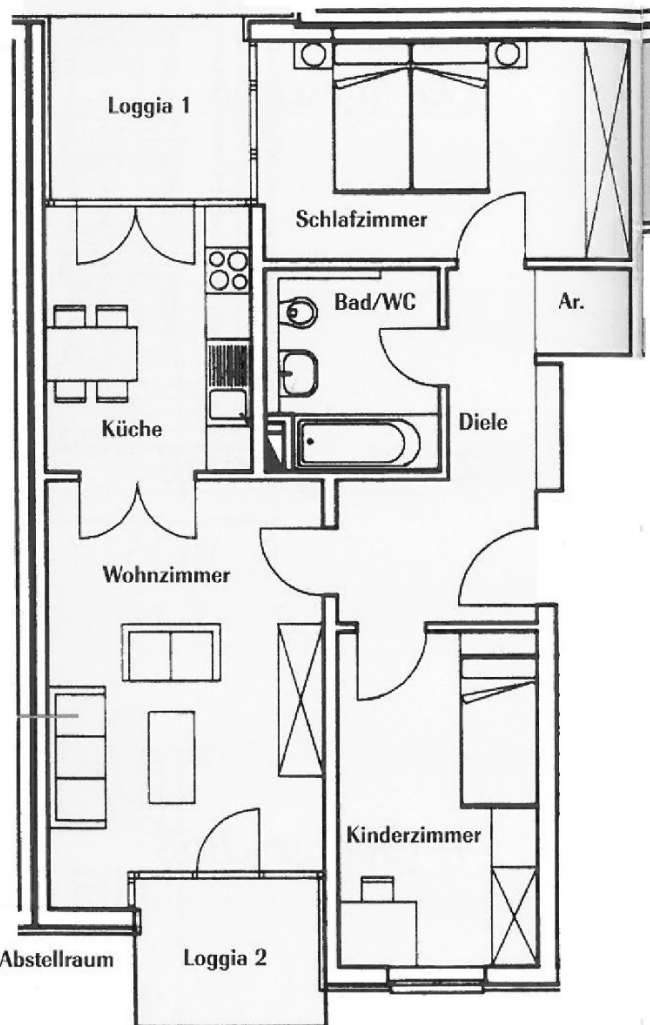 Loggia 1
Schlafzimmer
Bad/WC
Ar.
Küche
Diele
Wohnzimmer
Kinderzimmer
Abstellraum
Loggia 2